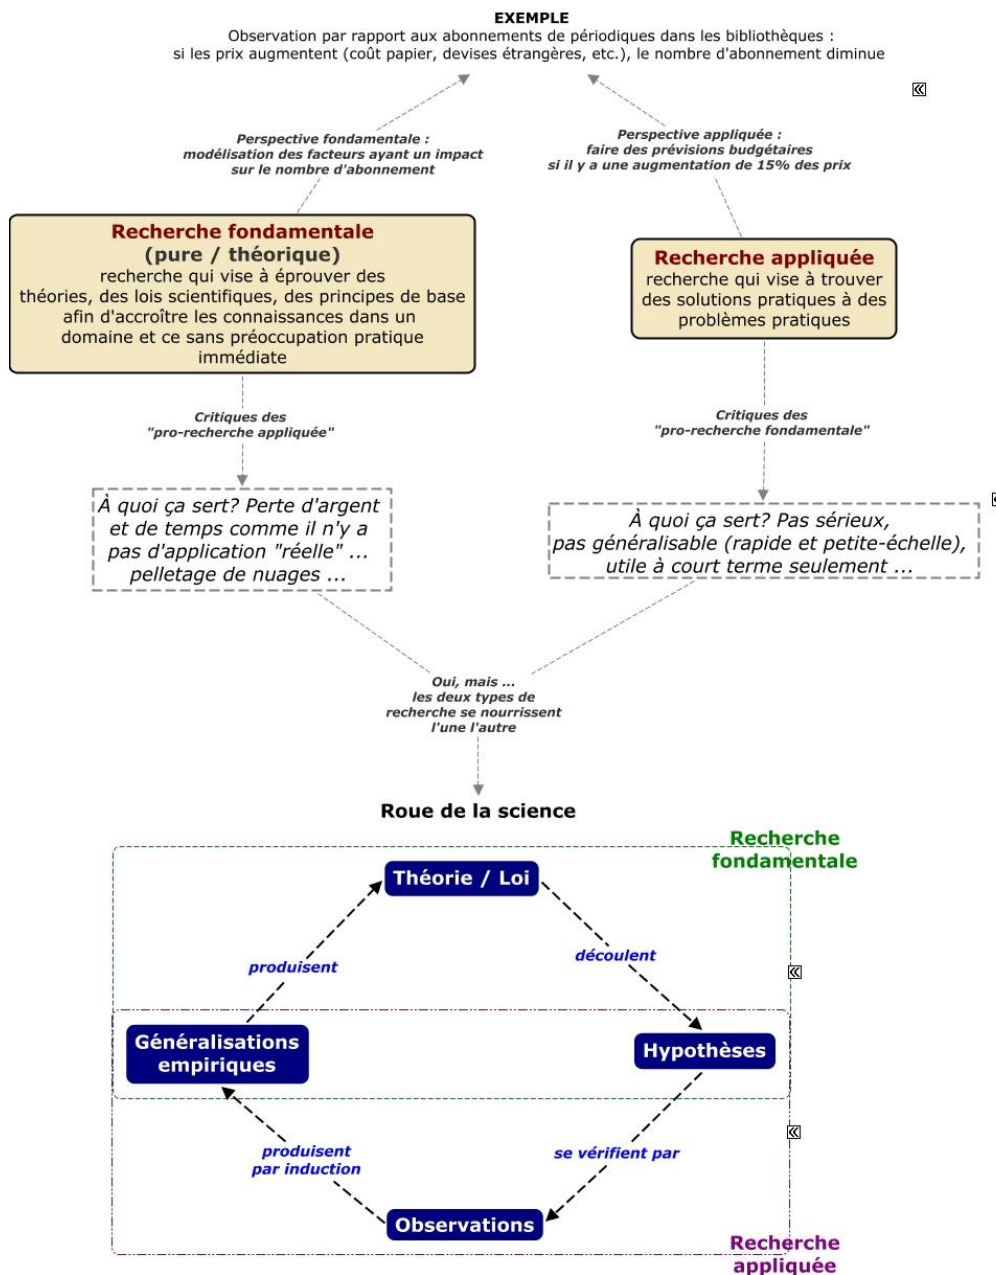 EXEMPLE
Observation par rapport aux abonnements de périodiques dans les bibliothèques :
si les prix augmentent (coût papier, devises étrangères, etc.), le nombre d'abonnement diminue
Perspective fondamentale :
modélisation des facteurs ayant un impact
sur le nombre d'abonnement
Perspective appliquée :
faire des prévisions budgétaires
si il y a une augmentation de 15% des prix
Recherche fondamentale
(pure / théorique)
recherche qui vise à éprouver des
théories, des lois scientifiques, des principes de base
afin d'accroître les connaissances dans un
domaine et ce sans préoccupation pratique
immédiate
Recherche appliquée
recherche qui vise à trouver
des solutions pratiques à des
problèmes pratiques
Critiques des
"pro-recherche appliquée"
Critiques des
"pro-recherche fondamentale"
À quoi ça sert? Perte d'argent
et de temps comme il n'y a
pas d'application "réelle" ...
pelletage de nuages ...
À quoi ça sert? Pas sérieux,
pas généralisable (rapide et petite-échelle),
utile à court terme seulement ...
Oui, mais ...
les deux types de
recherche se nourrissent
l'une l'autre
Roue de la science
Recherche
fondamentale
Théorie / Loi
produisent
découlent
Généralisations
empiriques
Hypothèses
produisent
par induction
se vérifient par
Observations
Recherche
appliquée